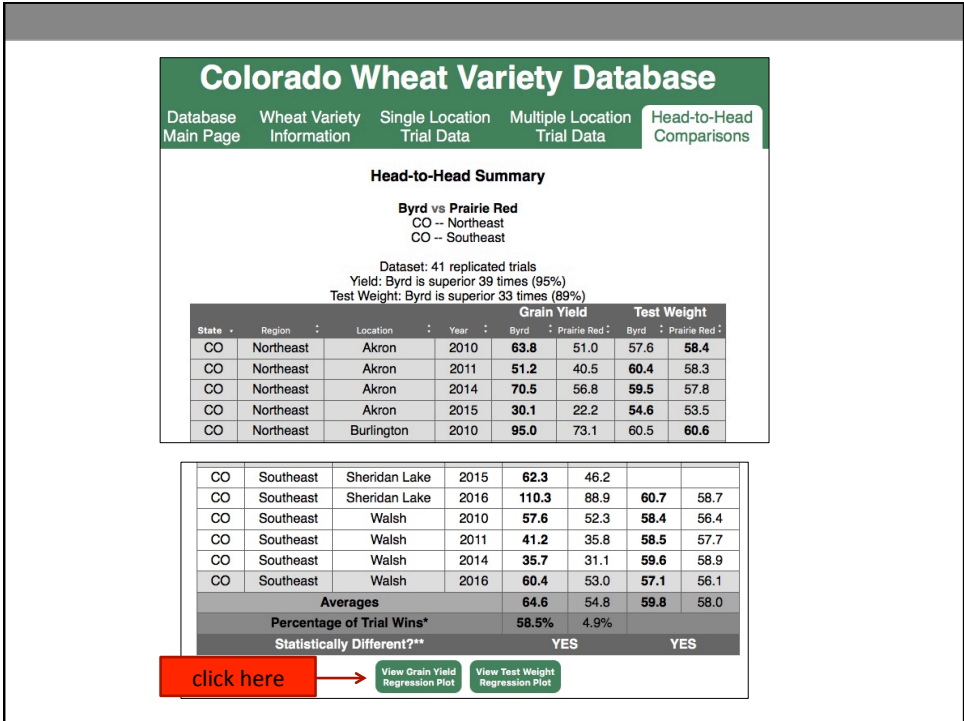 Colorado Wheat Variety Database
Database Main Page Wheat Variety Information Single Location Trial Data Multiple Location Trial Data Head-to-Head Comparisons
Head-to-Head Summary
Byrd vs Prairie Red
CO -- Northeast
CO -- Southeast
Dataset: 41 replicated trials
Yield: Byrd is superior 39 times (95%)
Test Weight: Byrd is superior 33 times (89%)
Grain Yield Test Weight
State Region Location Year Byrd Prairie Red Byrd Prairie Red
CO Northeast Akron 2010 63.8 51.0 57.6 58.4
CO Northeast Akron 2011 51.2 40.5 60.4 58.3
CO Northeast Akron 2014 70.5 56.8 59.5 57.8
CO Northeast Akron 2015 30.1 22.2 54.6 53.5
CO Northeast Burlington 2010 95.0 73.1 60.5 60.6
CO Southeast Sheridan Lake 2015 62.3 46.2
CO Southeast Sheridan Lake 2016 110.3 88.9 60.7 58.7
CO Southeast Walsh 2010 57.6 52.3 58.4 56.4
CO Southeast Walsh 2011 41.2 35.8 58.5 57.7
CO Southeast Walsh 2014 35.7 31.1 59.6 58.9
CO Southeast Walsh 2016 60.4 53.0 57.1 56.1
Averages 64.6 54.8 59.8 58.0
Percentage of Trial Wins* 58.5% 4.9%
Statistically Different?** YES YES
click here
View Grain Yield Regression Plot
View Test Weight Regression Plot